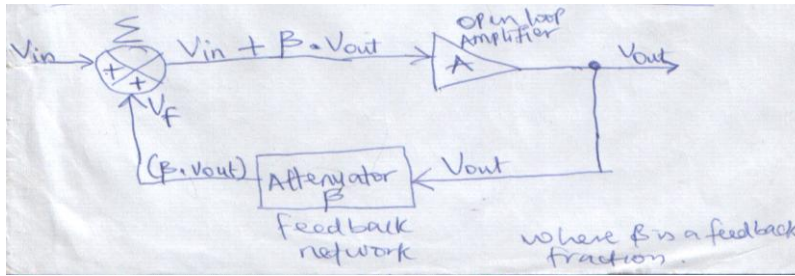 Σ
Vin
+
+
Vin + β.Vout
open loop
Amplifier
A
Vout
Vf
(β.Vout)
Attenuator
β
Vout
feedback
network
where β is a feedback
fraction.